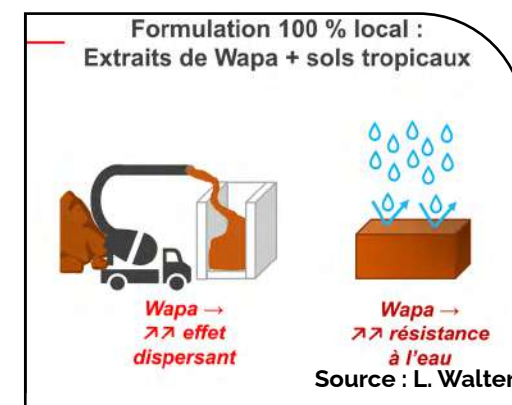 Formulation 100 % local :
Extraits de Wapa + sols tropicaux
Wapa →
↗↗ effet
dispersant
Wapa →
↗↗ résistance
à l'eau
Source : L. Walter